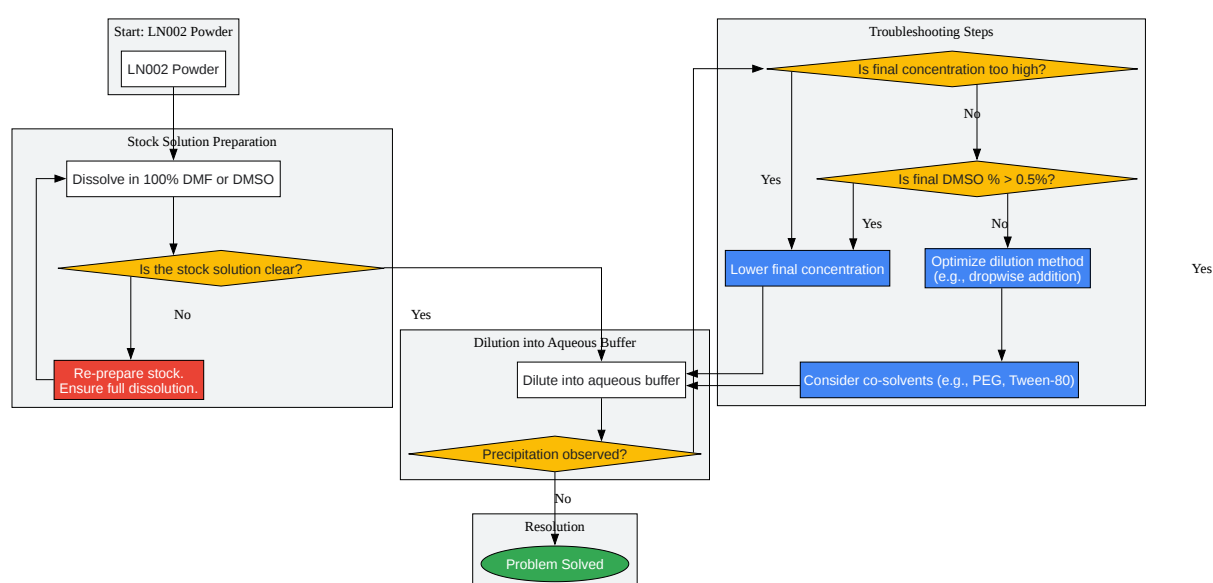 Start: LN002 Powder
LN002 Powder
Stock Solution Preparation
Dissolve in 100% DMF or DMSO
Is the stock solution clear?
No
Re-prepare stock.
Ensure full dissolution.
Yes
Dilution into Aqueous Buffer
Dilute into aqueous buffer
Precipitation observed?
No
Resolution
Problem Solved
Troubleshooting Steps
Is final concentration too high?
No
Is final DMSO % > 0.5%?
Yes
Yes
No
Lower final concentration
Optimize dilution method
(e.g., dropwise addition)
Consider co-solvents (e.g., PEG, Tween-80)
Yes